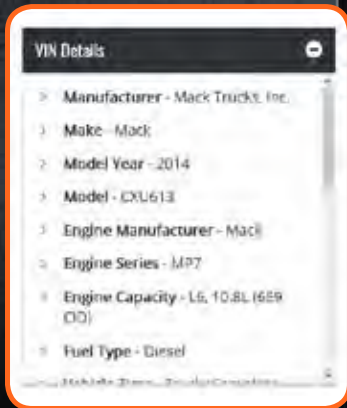 VIN Details
Manufacturer - Mack Trucks, Inc.
Make - Mack
Model Year - 2014
Model - CXU613
Engine Manufacturer - Mack
Engine Series - MP7
Engine Capacity - L6, 10.8L (659
CID)
Fuel Type - Diesel